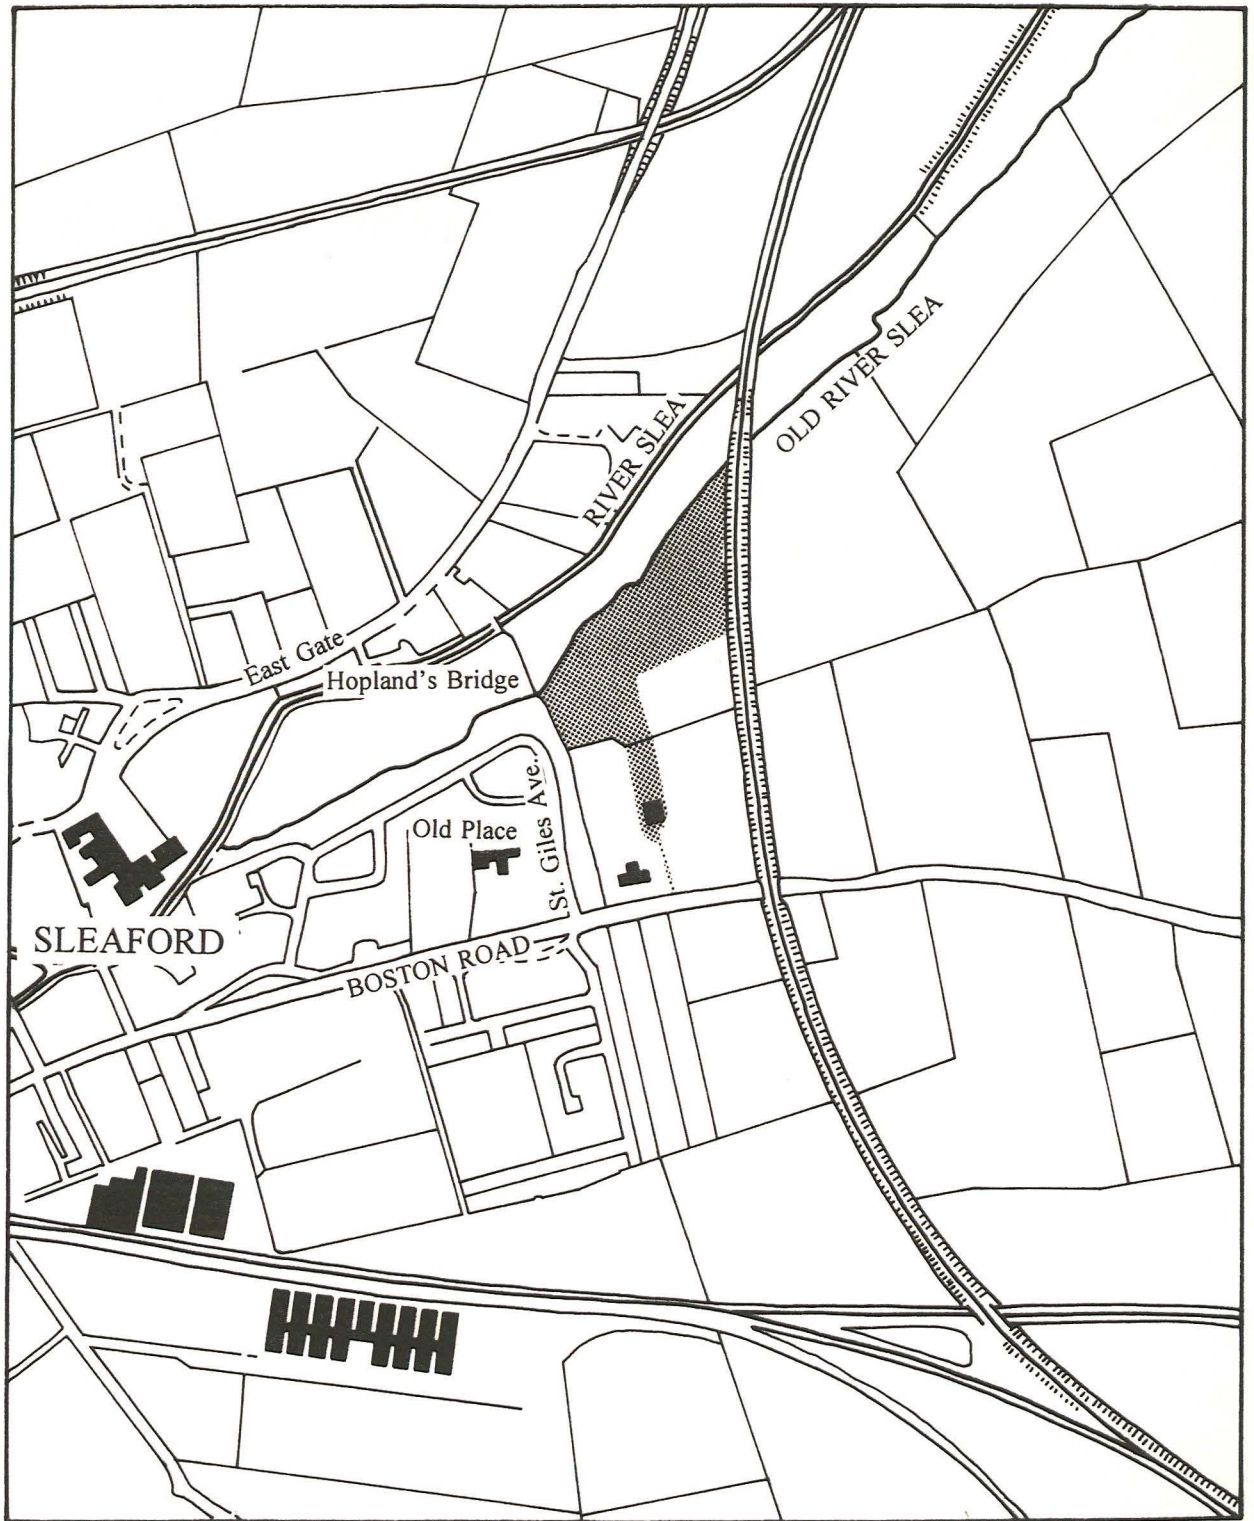 OLD RIVER SLEA
RIVER SLEA
East Gate
Hopland's Bridge
St. Giles Ave..
Old Place
SLEAFORD
BOSTON ROAD